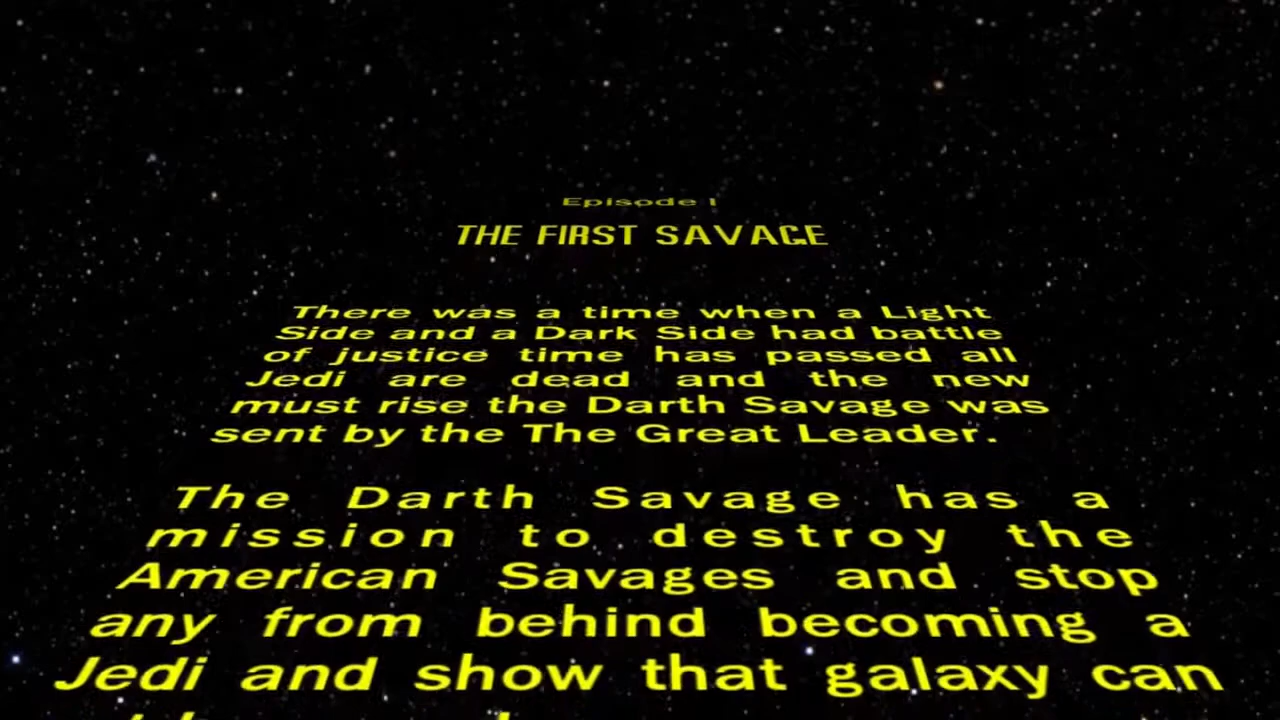 Episode I
THE FIRST SAVAGE
There was a time when a Light
Side and a Dark Side had battle
of justice time has passed all
Jedi are dead and the new
must rise the Darth Savage was
sent by the The Great Leader.
The Darth Savage has a
mission to destroy the
American Savages and stop
any from behind becoming a
Jedi and show that galaxy can